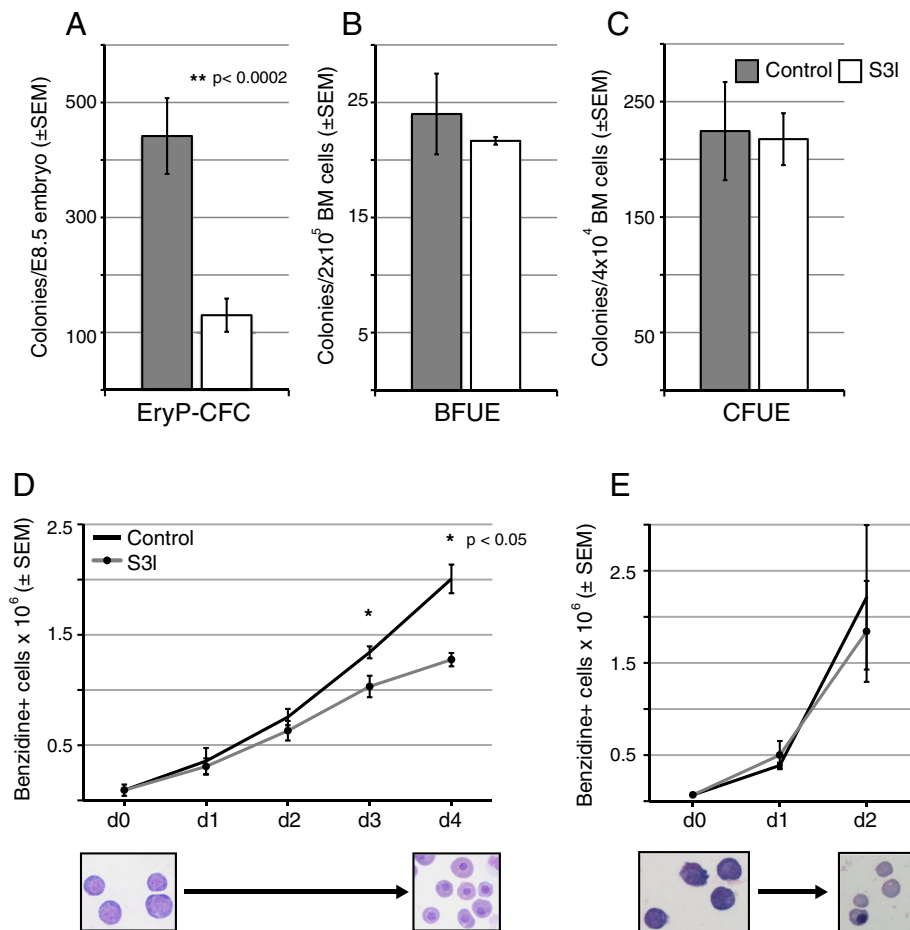 A
Colonies/E8.5 embryo (±SEM)
500
300
100
** p< 0.0002
EryP-CFC
B
Colonies/2x10⁵ BM cells (±SEM)
25
15
5
BFUE
C
Colonies/4x10⁴ BM cells (±SEM)
250
150
50
Control
S3I
CFUE
D
Benzidine+ cells x 10⁶ (± SEM)
2.5
1.5
0.5
Control
S3I
*
* p < 0.05
d0 d1 d2 d3 d4
E
Benzidine+ cells x 10⁶ (± SEM)
2.5
1.5
0.5
d0 d1 d2